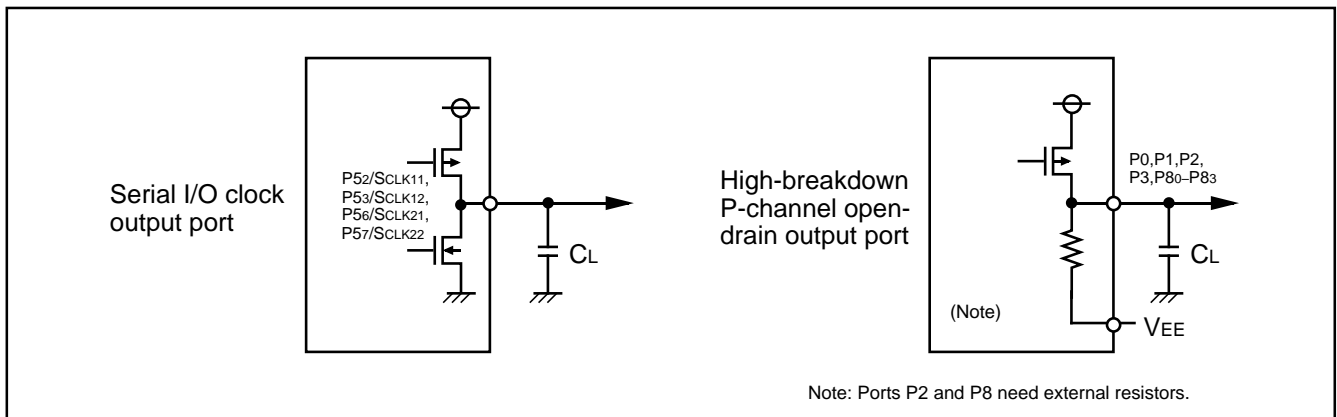 Serial I/O clock
output port
P52/SCLK11,
P53/SCLK12,
P56/SCLK21,
P57/SCLK22
CL
High-breakdown
P-channel open-
drain output port
P0,P1,P2,
P3,P80–P83
CL
(Note)
VEE
Note: Ports P2 and P8 need external resistors.